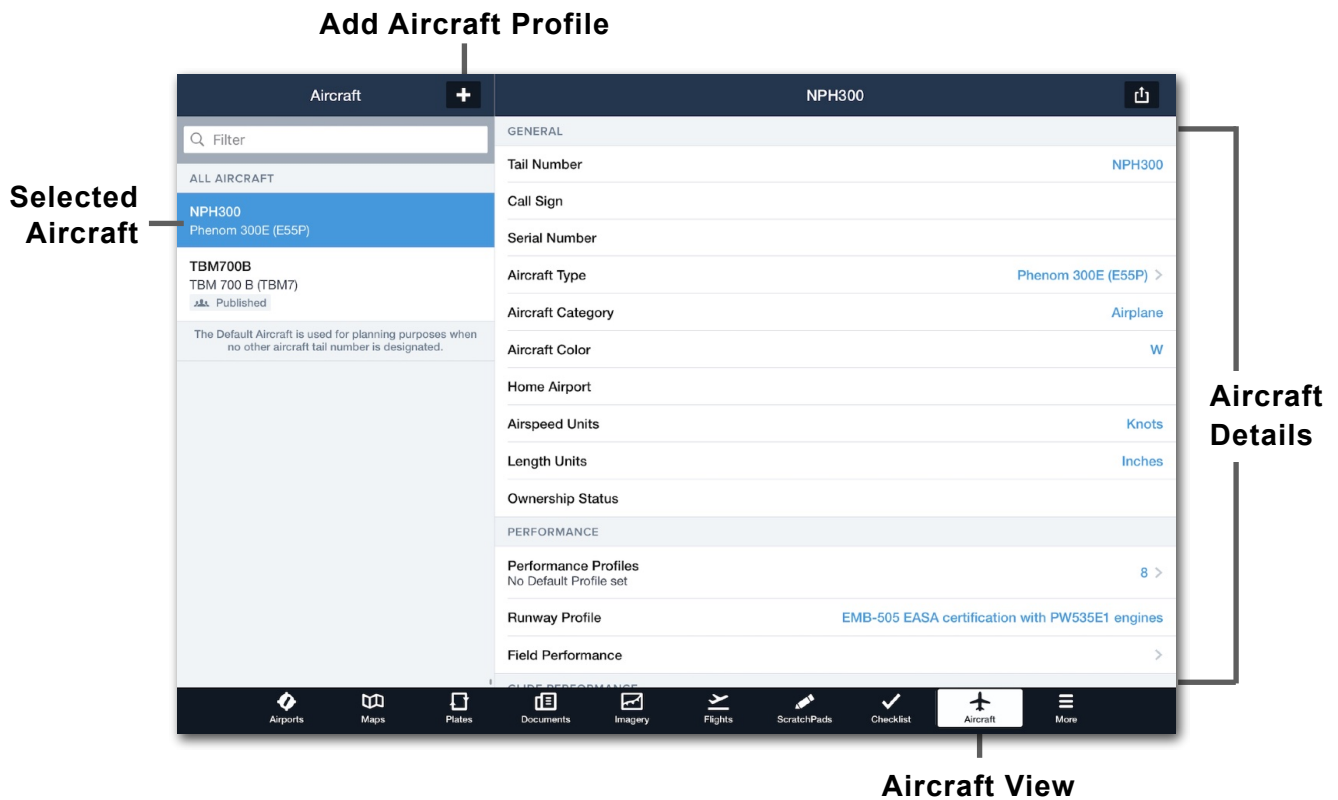 Add Aircraft Profile
Aircraft
NPH300
Filter
ALL AIRCRAFT
NPH300
Phenom 300E (E55P)
TBM700B
TBM 700 B (TBM7)
Published
The Default Aircraft is used for planning purposes when
no other aircraft tail number is designated.
Selected
Aircraft
GENERAL
Tail Number NPH300
Call Sign
Serial Number
Aircraft Type Phenom 300E (E55P)
Aircraft Category Airplane
Aircraft Color W
Home Airport
Airspeed Units Knots
Length Units Inches
Ownership Status
PERFORMANCE
Performance Profiles 8
No Default Profile set
Runway Profile EMB-505 EASA certification with PW535E1 engines
Field Performance
GLIDE PERFORMANCE
Aircraft
Details
Airports Maps Plates Documents Imagery Flights ScratchPads Checklist Aircraft More
Aircraft View